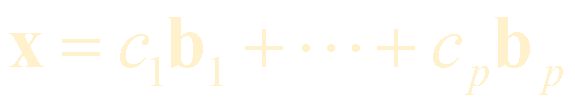 x = c₁b₁ + ⋯ + cₚbₚ